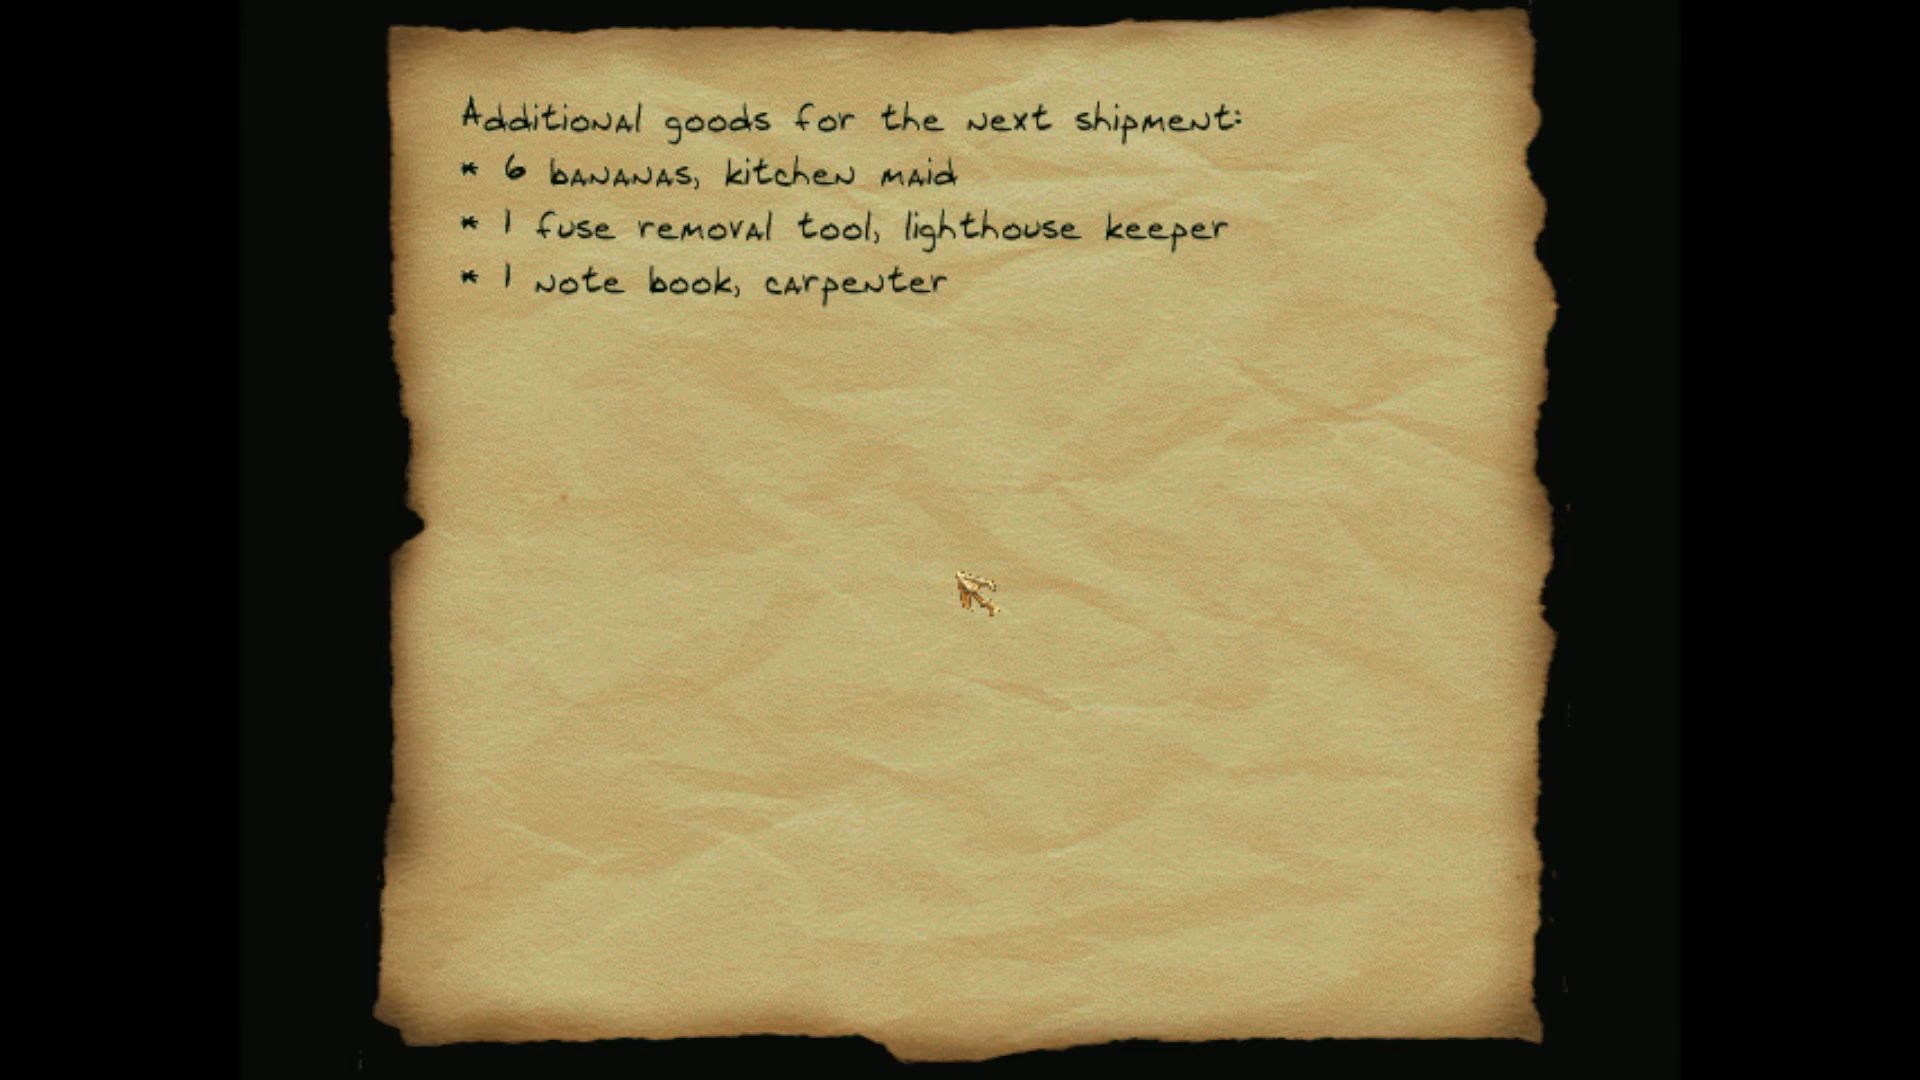 Additional goods for the next shipment:
* 6 bananas, kitchen maid
* 1 fuse removal tool, lighthouse keeper
* 1 note book, carpenter